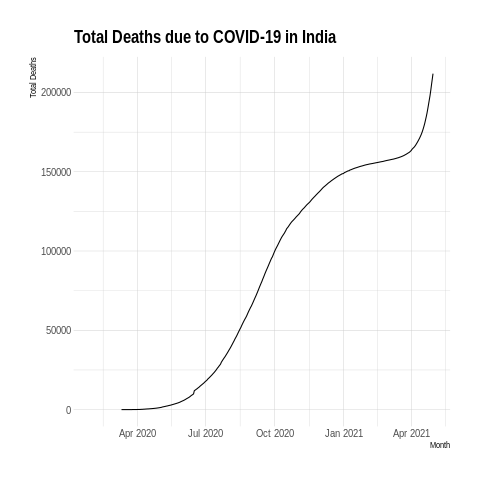 Total Deaths due to COVID-19 in India
Total Deaths
200000
150000
100000
50000
0
Apr 2020 Jul 2020 Oct 2020 Jan 2021 Apr 2021
Month